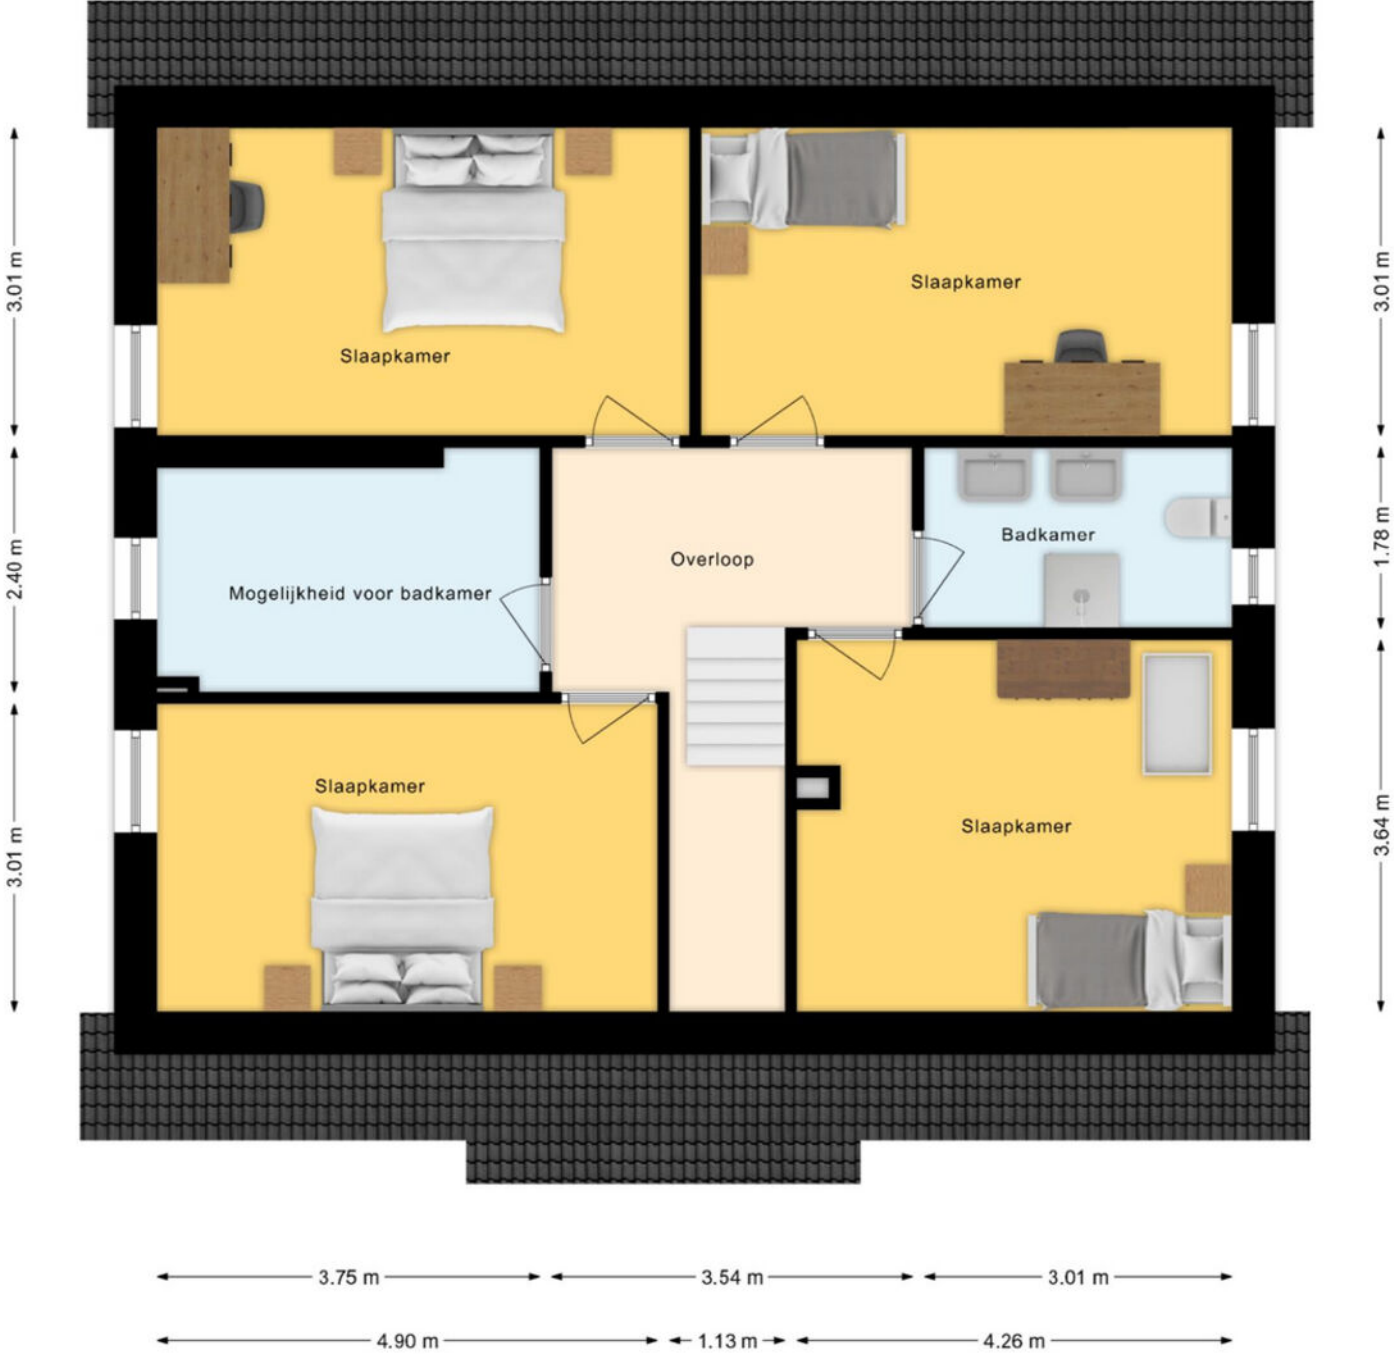 3.01 m
3.01 m
Slaapkamer
Slaapkamer
2.40 m
1.78 m
Badkamer
Overloop
Mogelijkheid voor badkamer
Slaapkamer
Slaapkamer
3.01 m
3.64 m
3.75 m
3.54 m
3.01 m
4.90 m
1.13 m
4.26 m